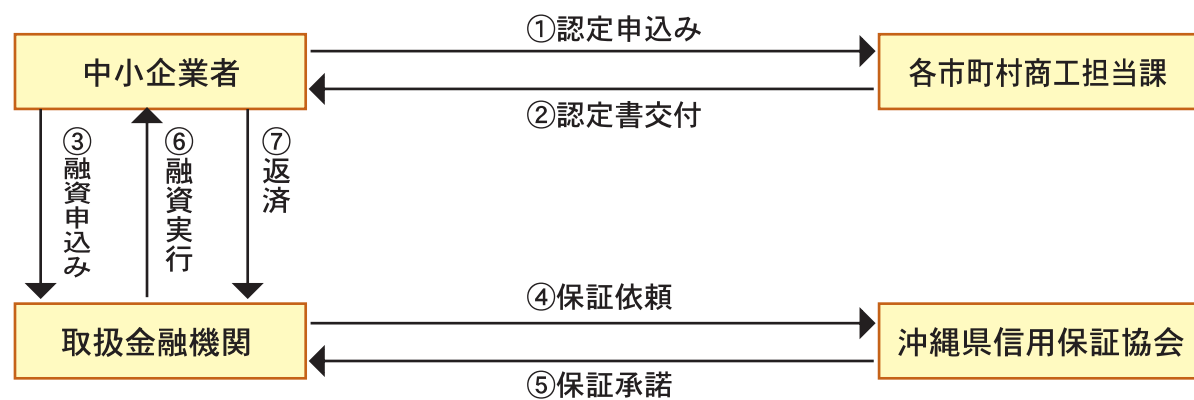 ①認定申込み
中小企業者
各市町村商工担当課
②認定書交付
③融資申込み
⑥融資実行
⑦返済
④保証依頼
取扱金融機関
沖縄県信用保証協会
⑤保証承諾